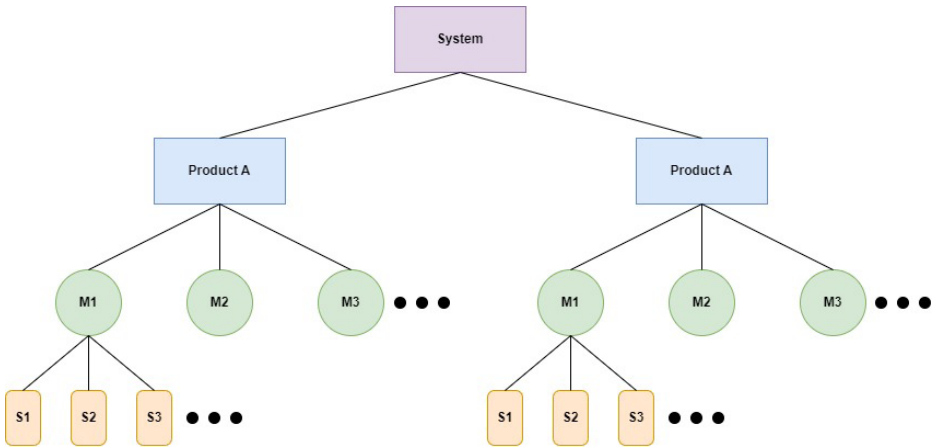 System
Product A
Product A
M1
M2
M3
M1
M2
M3
S1
S2
S3
S1
S2
S3